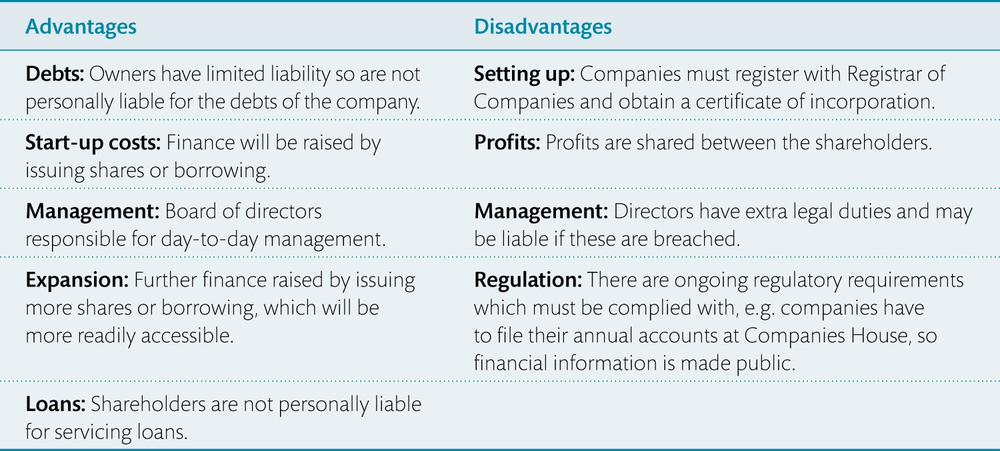 Advantages
Disadvantages
Debts: Owners have limited liability so are not
personally liable for the debts of the company.
Setting up: Companies must register with Registrar of
Companies and obtain a certificate of incorporation.
Start-up costs: Finance will be raised by
issuing shares or borrowing.
Profits: Profits are shared between the shareholders.
Management: Board of directors
responsible for day-to-day management.
Management: Directors have extra legal duties and may
be liable if these are breached.
Expansion: Further finance raised by issuing
more shares or borrowing, which will be
more readily accessible.
Regulation: There are ongoing regulatory requirements
which must be complied with, e.g. companies have
to file their annual accounts at Companies House, so
financial information is made public.
Loans: Shareholders are not personally liable
for servicing loans.